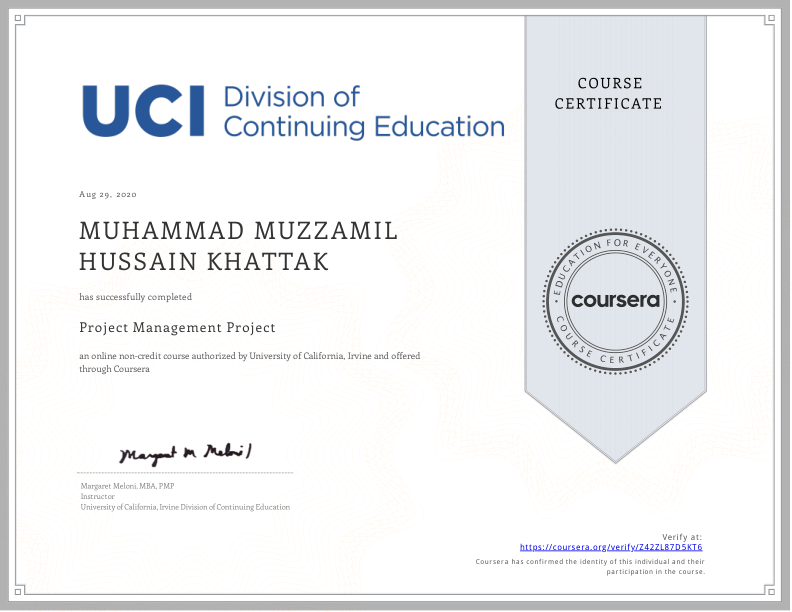 UCI Division of
Continuing Education
COURSE
CERTIFICATE
Aug 29, 2020
MUHAMMAD MUZZAMIL
HUSSAIN KHATTAK
has successfully completed
Project Management Project
an online non-credit course authorized by University of California, Irvine and offered
through Coursera
EDUCATION FOR EVERYONE
coursera
COURSE CERTIFICATE
Margaret M Meloni
Margaret Meloni, MBA, PMP
Instructor
University of California, Irvine Division of Continuing Education
Verify at:
https://coursera.org/verify/Z42ZL87D5KT6
Coursera has confirmed the identity of this individual and their
participation in the course.